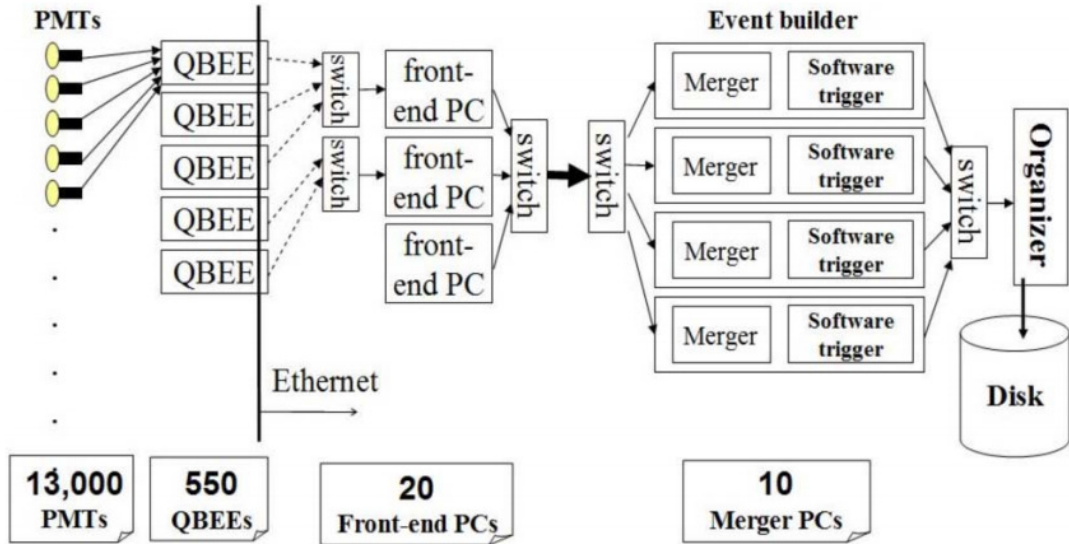 PMTs
Event builder
QBEE
QBEE
QBEE
QBEE
QBEE
switch
switch
front-
end PC
front-
end PC
front-
end PC
switch
switch
Merger
Software
trigger
Merger
Software
trigger
Merger
Software
trigger
Merger
Software
trigger
switch
Organizer
Disk
Ethernet
13,000
PMTs
550
QBEEs
20
Front-end PCs
10
Merger PCs